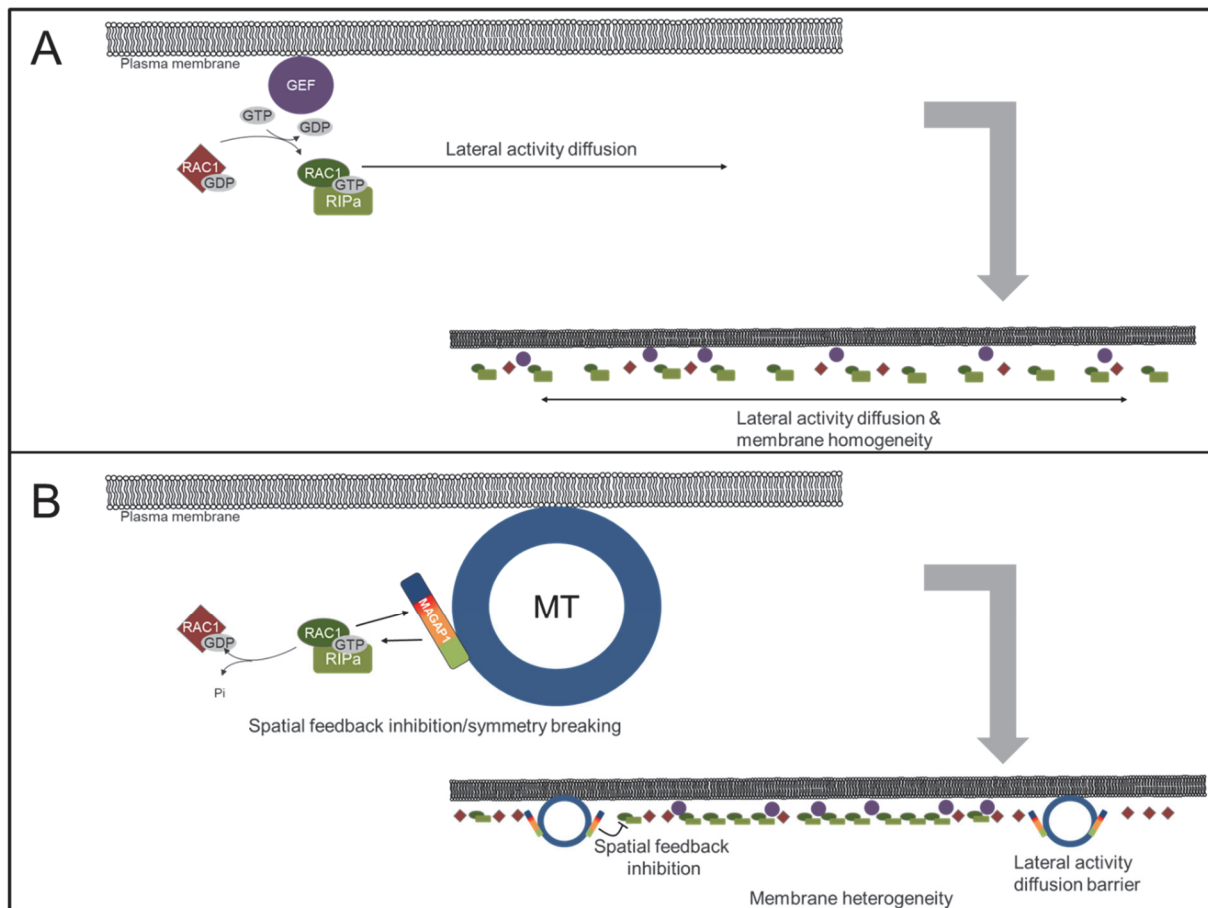 A
Plasma membrane
GEF
GTP
GDP
RAC1
GDP
RAC1
GTP
RIPa
Lateral activity diffusion
Lateral activity diffusion &
membrane homogeneity
B
Plasma membrane
MT
MAGAP1
RAC1
GDP
RAC1
GTP
RIPa
Pi
Spatial feedback inhibition/symmetry breaking
Spatial feedback
inhibition
Lateral activity
diffusion barrier
Membrane heterogeneity